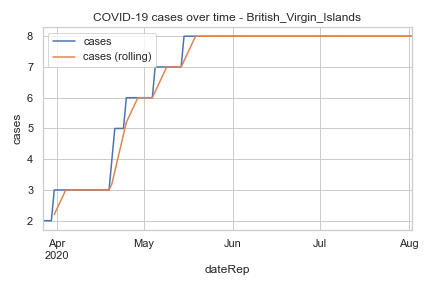 COVID-19 cases over time - British_Virgin_Islands
cases
cases (rolling)
8
7
6
5
4
3
2
cases
Apr May Jun Jul Aug
2020
dateRep